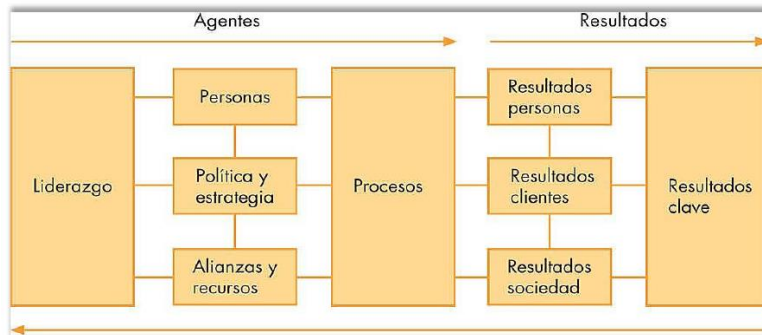 Agentes
Resultados
Liderazgo
Personas
Política y
estrategia
Alianzas y
recursos
Procesos
Resultados
personas
Resultados
clientes
Resultados
sociedad
Resultados
clave